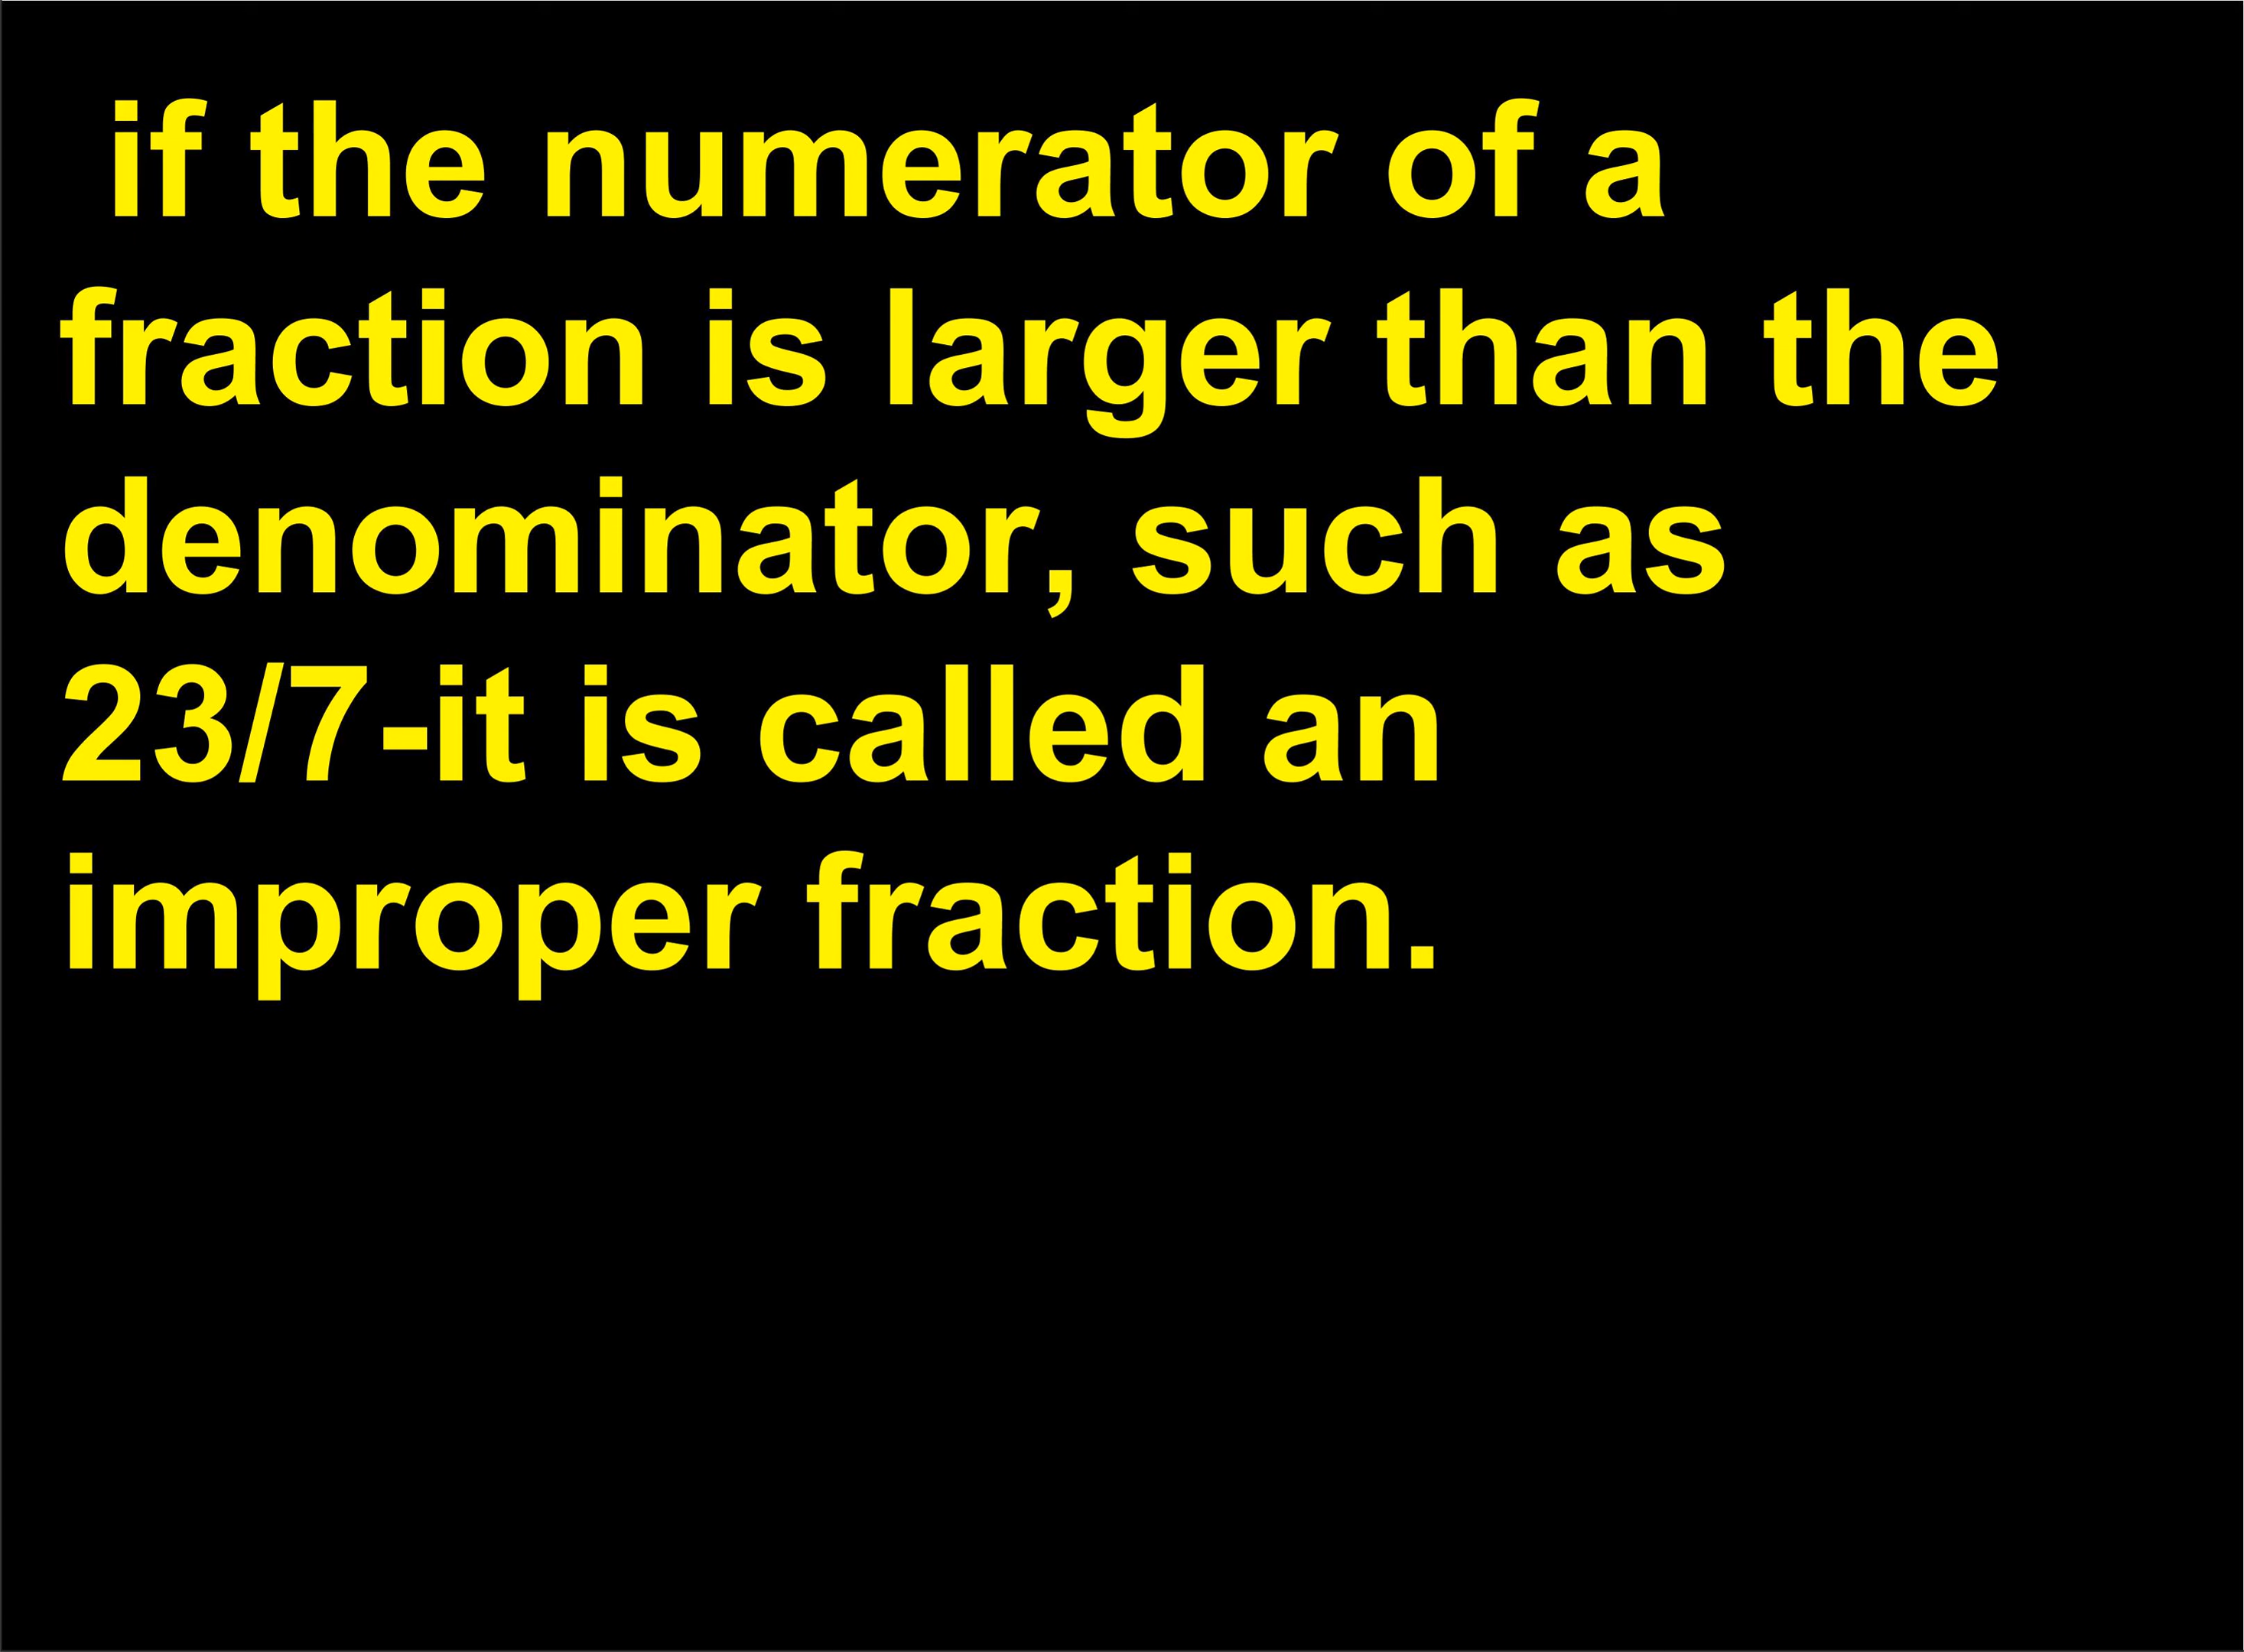 if the numerator of a
fraction is larger than the
denominator, such as
23/7-it is called an
improper fraction.